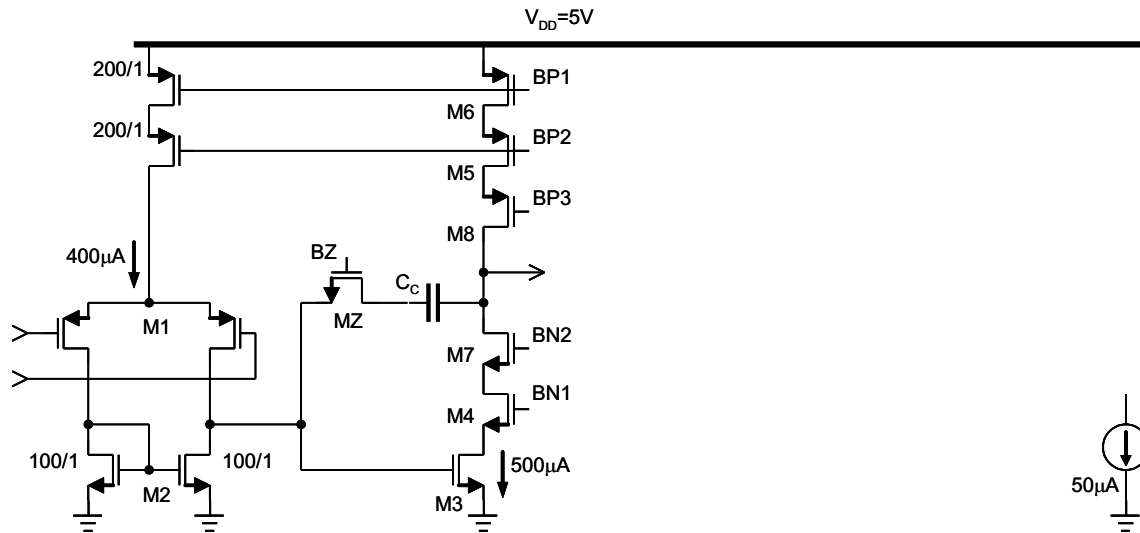 V_DD=5V
200/1
BP1
M6
200/1
BP2
M5
BP3
M8
400μA
BZ
C_C
M1
MZ
BN2
M7
BN1
M4
100/1
100/1
500μA
M2
M3
50μA